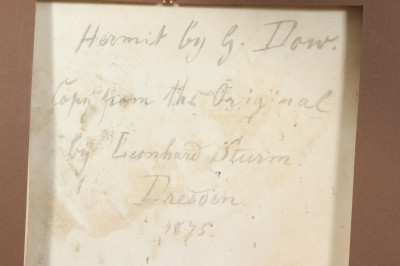 Hermit by G. Dow.
Copy from the Original
by Leonhard Sturm.
Dresden.
1875.